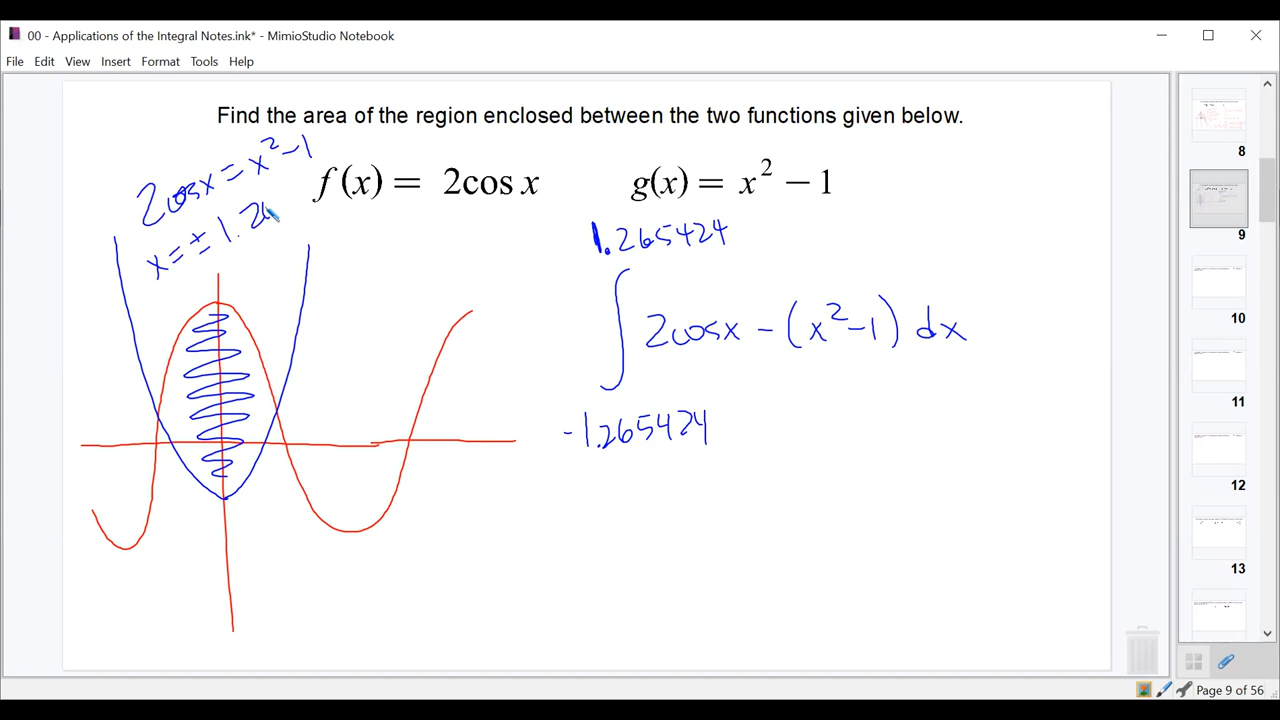 00 - Applications of the Integral Notes.ink* - MimioStudio Notebook
File Edit View Insert Format Tools Help
Find the area of the region enclosed between the two functions given below.
2cosx = x² - 1
f(x) = 2cos x
g(x) = x² - 1
x = ± 1.26
1.265424
∫ 2cosx - (x² - 1) dx
-1.265424
8
9
10
11
12
13
Page 9 of 56